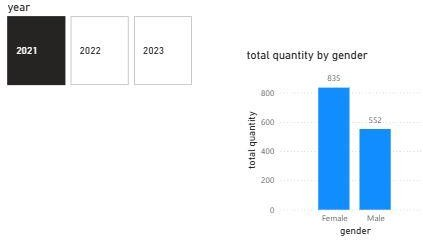 year
2021
2022
2023
total quantity by gender
835
552
800
600
400
200
0
total quantity
Female
Male
gender